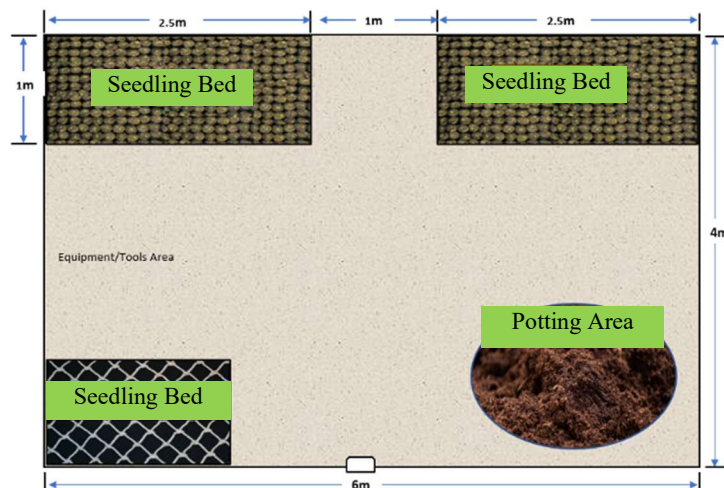 2.5m
1m
2.5m
1m
Seedling Bed
Seedling Bed
4m
Equipment/Tools Area
Potting Area
Seedling Bed
6m